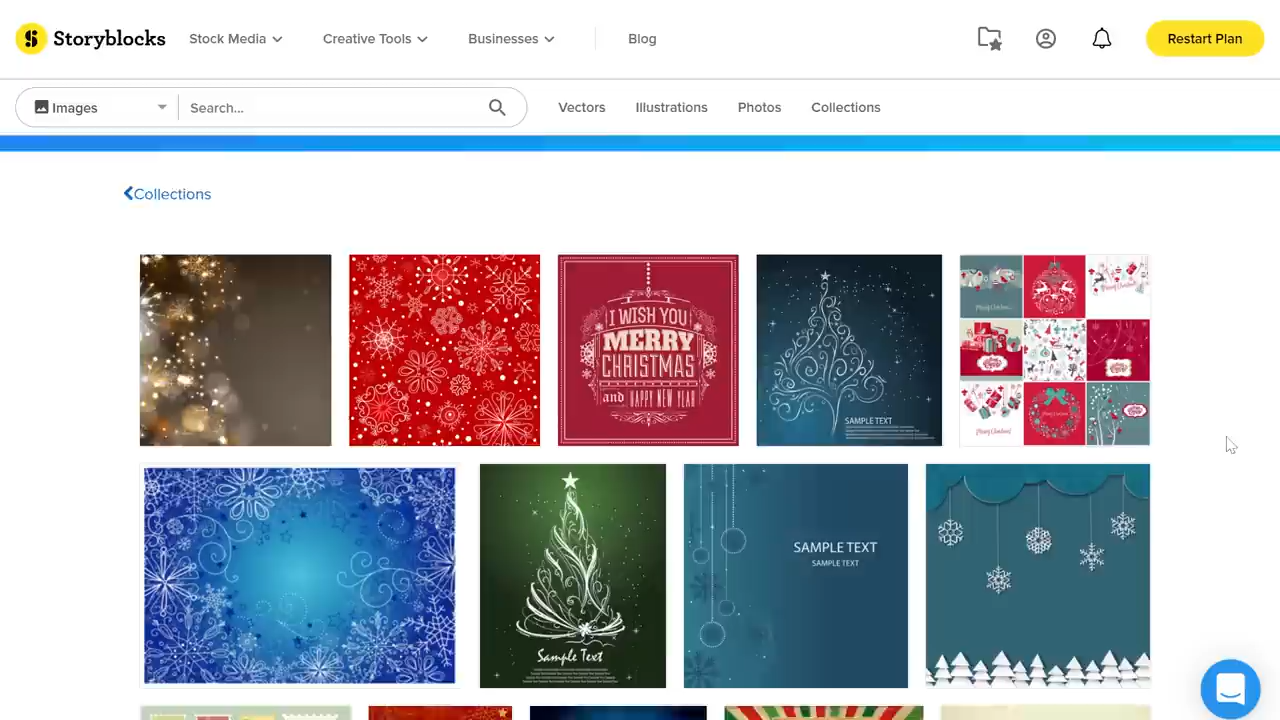 Storyblocks
Stock Media
Creative Tools
Businesses
Blog
Restart Plan
Images
Search...
Vectors
Illustrations
Photos
Collections
Collections
I WISH YOU
MERRY
CHRISTMAS
and HAPPY NEW YEAR
SAMPLE TEXT
Sample Text
SAMPLE TEXT
SAMPLE TEXT